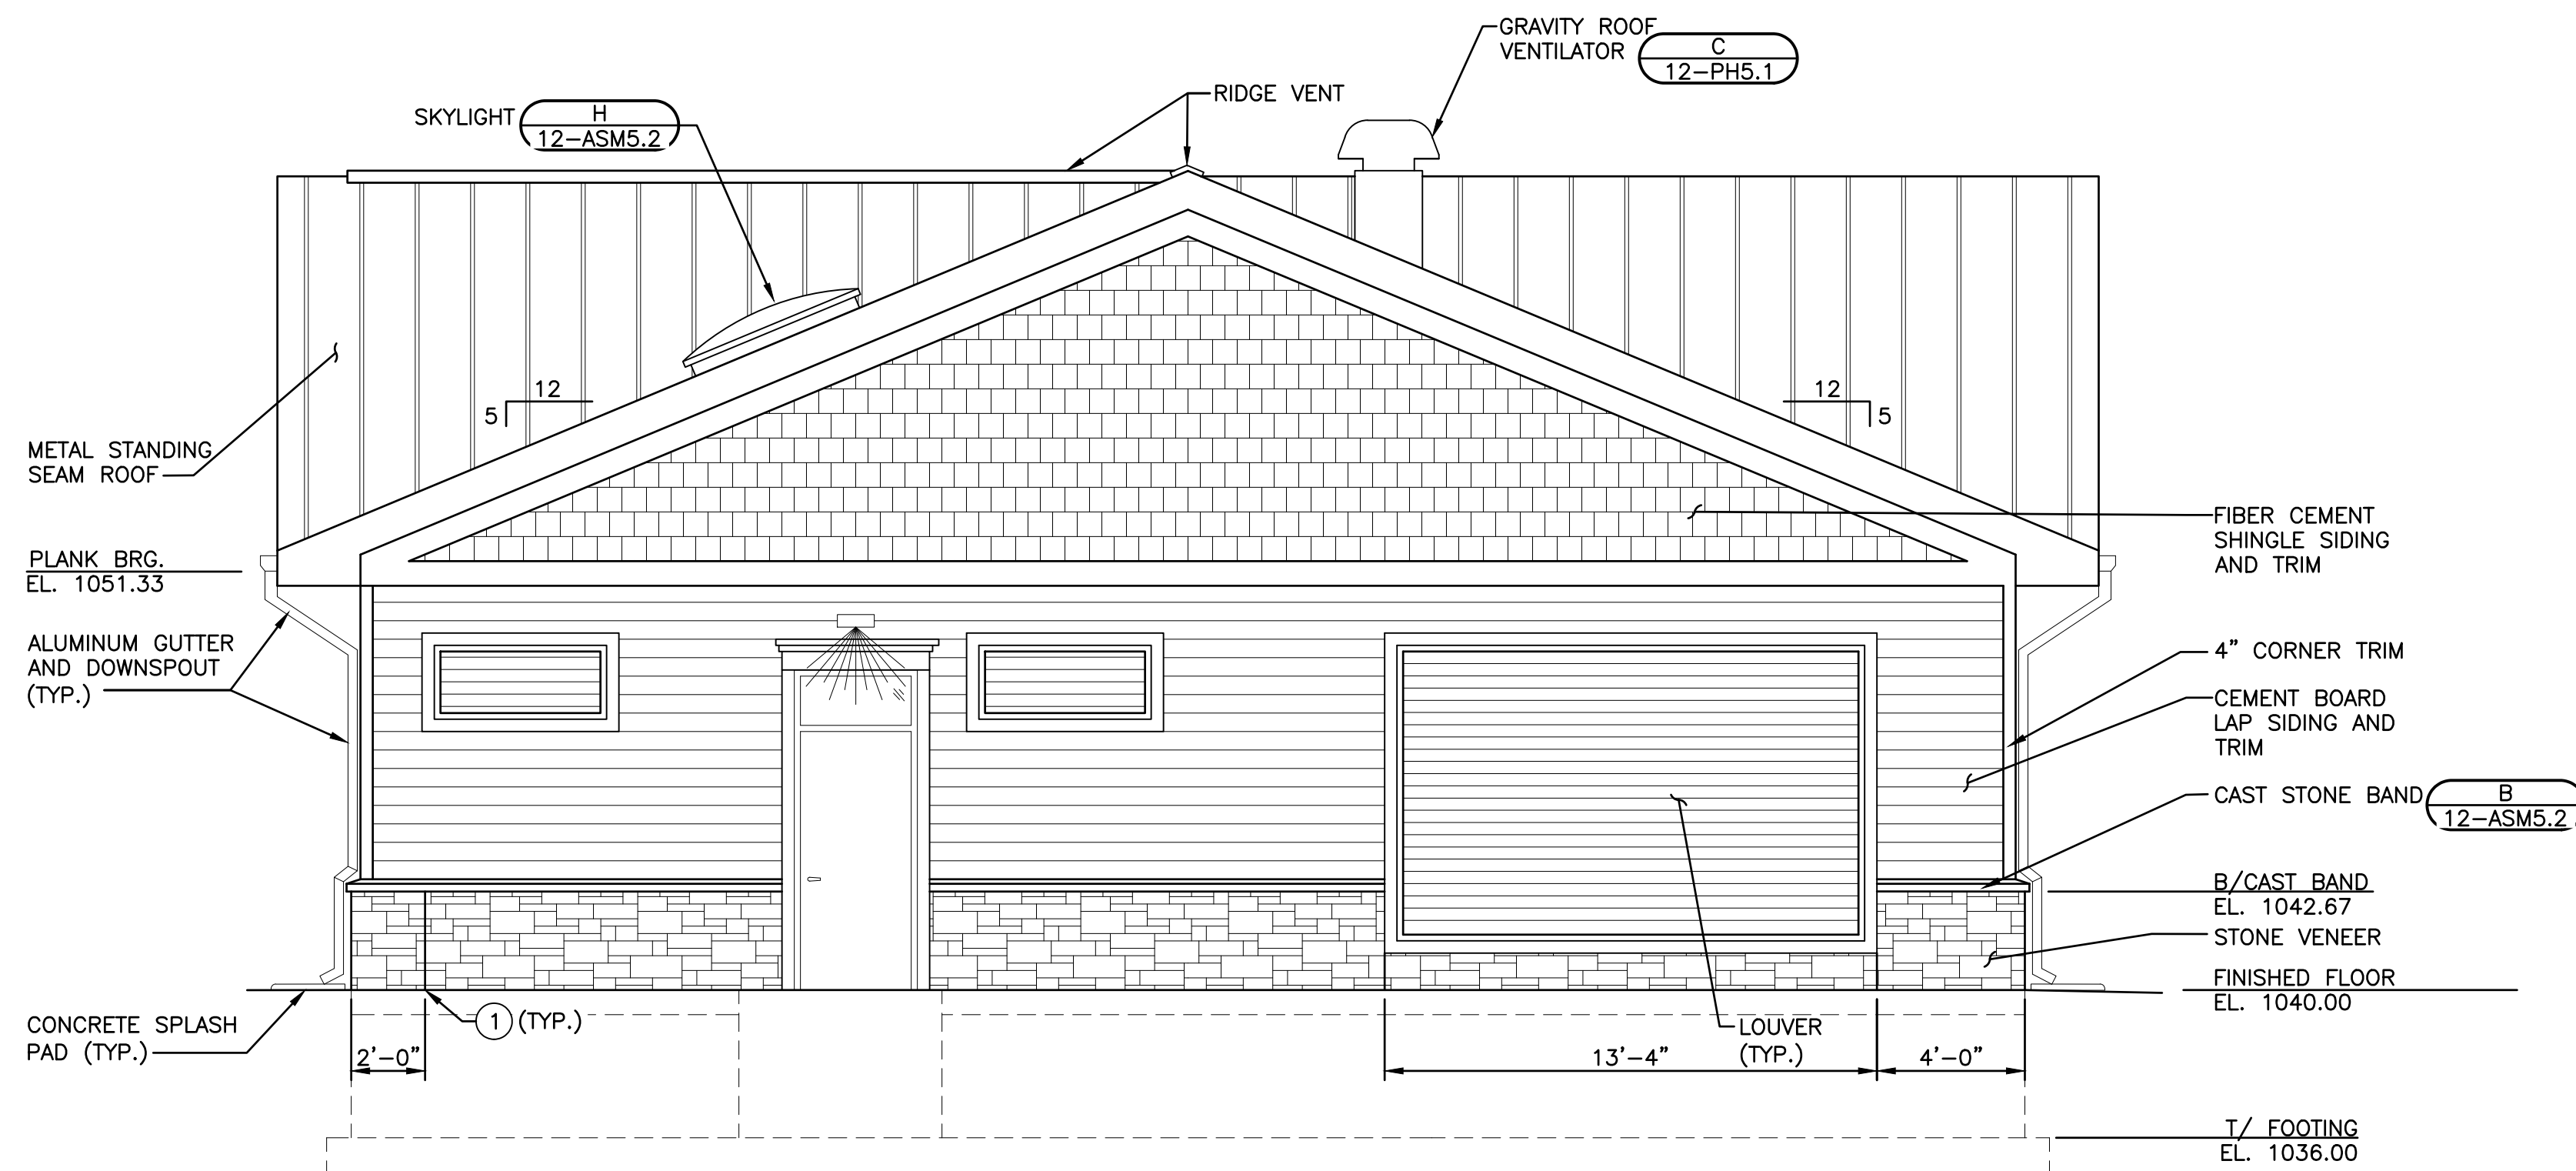 GRAVITY ROOF
VENTILATOR
C
12-PH5.1
RIDGE VENT
SKYLIGHT
H
12-ASM5.2
12
5
12
5
METAL STANDING
SEAM ROOF
FIBER CEMENT
SHINGLE SIDING
AND TRIM
PLANK BRG.
EL. 1051.33
ALUMINUM GUTTER
AND DOWNSPOUT
(TYP.)
4" CORNER TRIM
CEMENT BOARD
LAP SIDING AND
TRIM
CAST STONE BAND
B
12-ASM5.2
B/CAST BAND
EL. 1042.67
STONE VENEER
FINISHED FLOOR
EL. 1040.00
CONCRETE SPLASH
PAD (TYP.)
1 (TYP.)
LOUVER
(TYP.)
2'-0"
13'-4"
4'-0"
T/ FOOTING
EL. 1036.00